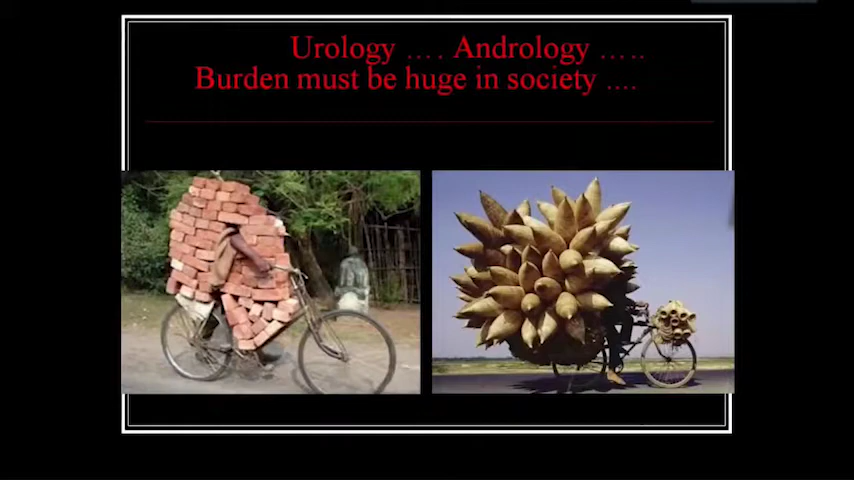 Urology .... Andrology .....
Burden must be huge in society ....